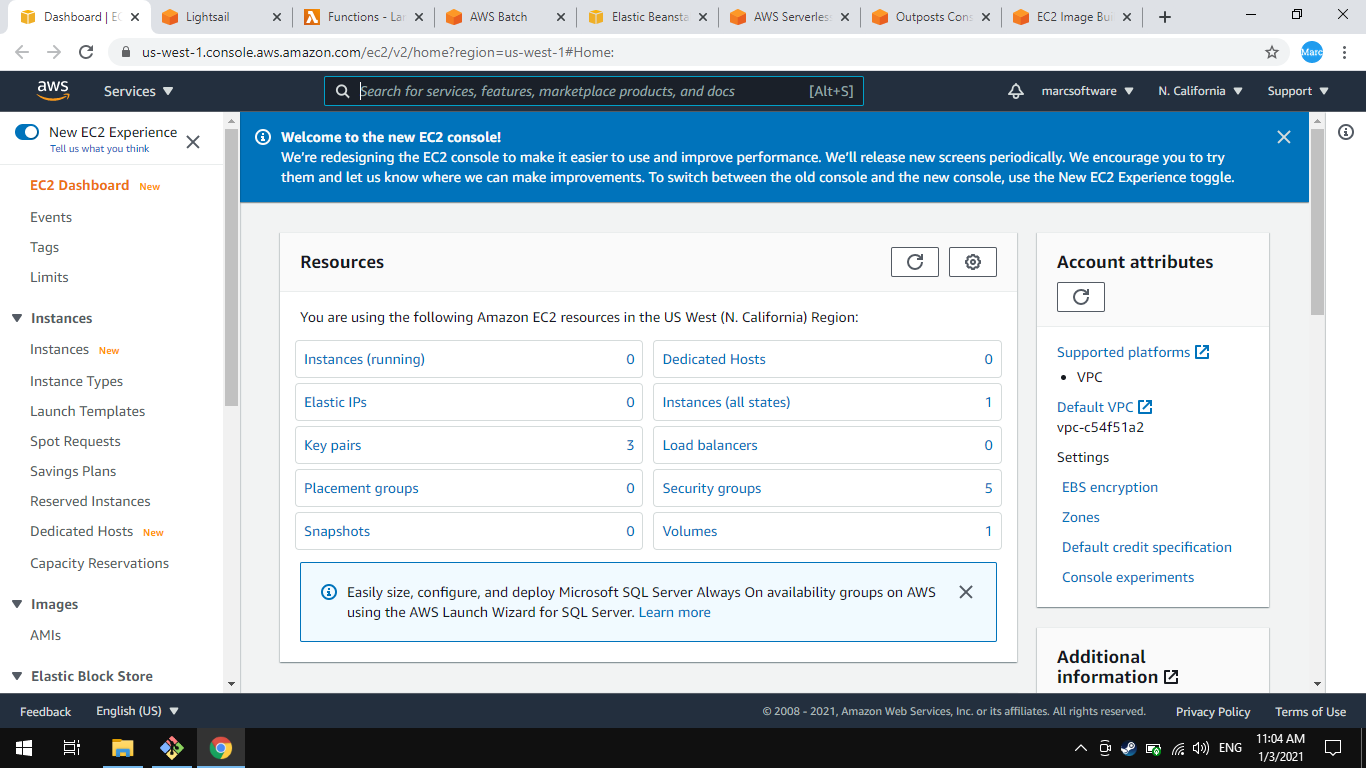 Dashboard | EC
Lightsail
Functions - La
AWS Batch
Elastic Beansta
AWS Serverless
Outposts Cons
EC2 Image Bui
us-west-1.console.aws.amazon.com/ec2/v2/home?region=us-west-1#Home:
Marc
aws
Services
Search for services, features, marketplace products, and docs
[Alt+S]
marcsoftware
N. California
Support
New EC2 Experience
Tell us what you think
EC2 Dashboard New
Events
Tags
Limits
Instances
Instances New
Instance Types
Launch Templates
Spot Requests
Savings Plans
Reserved Instances
Dedicated Hosts New
Capacity Reservations
Images
AMIs
Elastic Block Store
Welcome to the new EC2 console!
We're redesigning the EC2 console to make it easier to use and improve performance. We'll release new screens periodically. We encourage you to try
them and let us know where we can make improvements. To switch between the old console and the new console, use the New EC2 Experience toggle.
Resources
You are using the following Amazon EC2 resources in the US West (N. California) Region:
Instances (running) 0
Dedicated Hosts 0
Elastic IPs 0
Instances (all states) 1
Key pairs 3
Load balancers 0
Placement groups 0
Security groups 5
Snapshots 0
Volumes 1
Easily size, configure, and deploy Microsoft SQL Server Always On availability groups on AWS
using the AWS Launch Wizard for SQL Server. Learn more
Account attributes
Supported platforms
• VPC
Default VPC
vpc-c54f51a2
Settings
EBS encryption
Zones
Default credit specification
Console experiments
Additional
information
Feedback
English (US)
© 2008 - 2021, Amazon Web Services, Inc. or its affiliates. All rights reserved.
Privacy Policy
Terms of Use
ENG
11:04 AM
1/3/2021